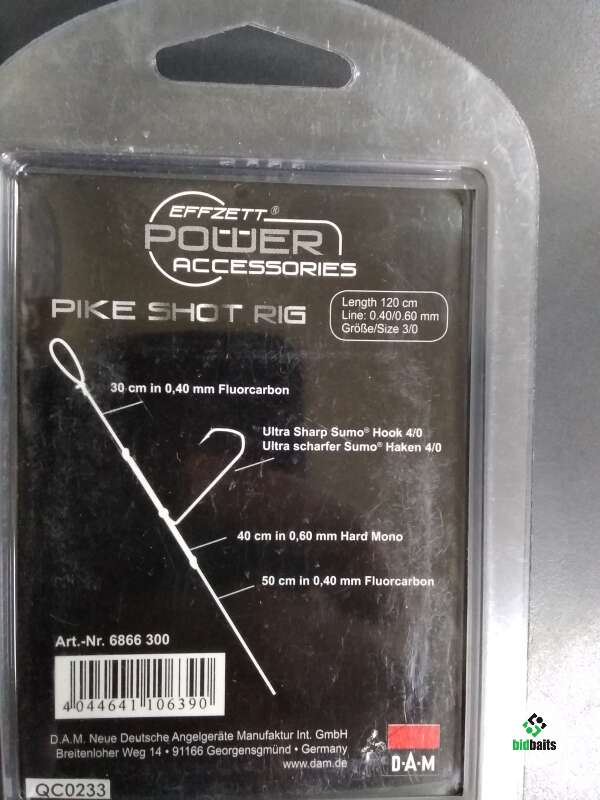 EFFZETT®
POWER
ACCESSORIES
PIKE SHOT RIG
Length 120 cm
Line: 0.40/0.60 mm
Größe/Size 3/0
30 cm in 0,40 mm Fluorcarbon
Ultra Sharp Sumo® Hook 4/0
Ultra scharfer Sumo® Haken 4/0
40 cm in 0,60 mm Hard Mono
50 cm in 0,40 mm Fluorcarbon
Art.-Nr. 6866 300
4 044641 106390
D.A.M. Neue Deutsche Angelgeräte Manufaktur Int. GmbH
Breitenloher Weg 14 • 91166 Georgensgmünd • Germany
www.dam.de
D·A·M
QC0233
bidbaits